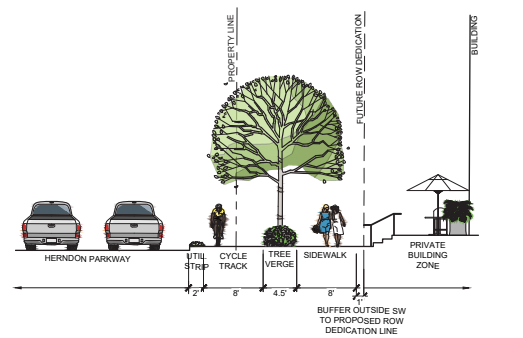 PROPERTY LINE
FUTURE ROW DEDICATION
BUILDING
HERNDON PARKWAY
UTIL.
STRIP
CYCLE
TRACK
TREE
VERGE
SIDEWALK
PRIVATE
BUILDING
ZONE
2'
8'
4.5'
8'
1'
BUFFER OUTSIDE SW
TO PROPOSED ROW
DEDICATION LINE